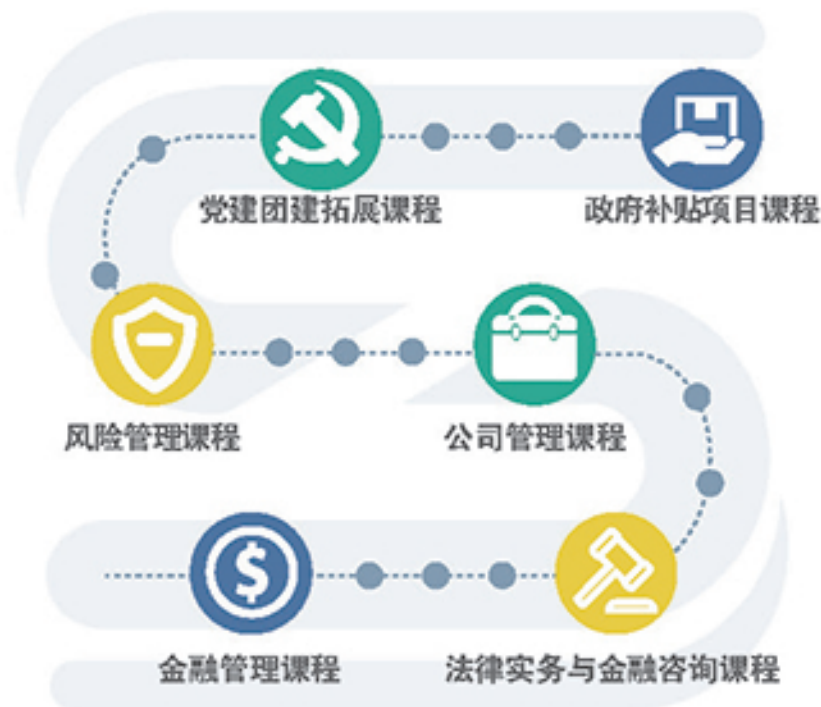 党建团建拓展课程
政府补贴项目课程
风险管理课程
公司管理课程
金融管理课程
法律实务与金融咨询课程